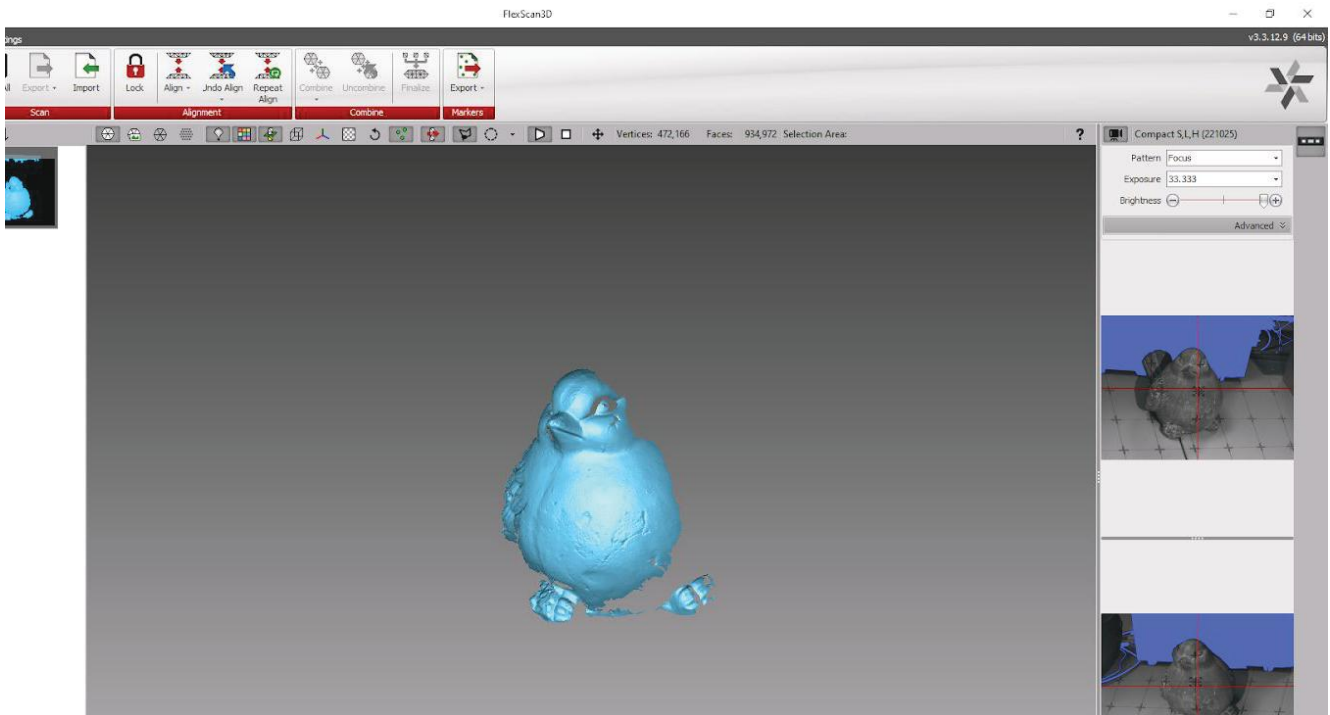 FlexScan3D
ngs
v3.3.12.9 (64 bits)
All Export Import Lock Align Undo Align Repeat Align Combine Uncombine Finalize Export
Scan Alignment Combine Markers
Vertices: 472,166 Faces: 934,972 Selection Area: ?
Compact S,L,H (221025)
Pattern Focus
Exposure 33.333
Brightness
Advanced